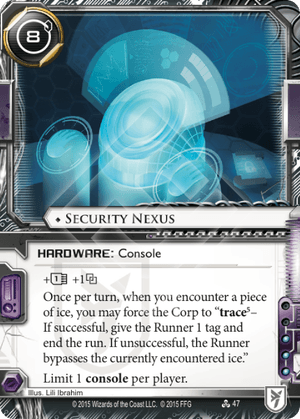 8
♦ Security Nexus
HARDWARE: Console
+1 +1
Once per turn, when you encounter a piece
of ice, you may force the Corp to “trace⁵–
If successful, give the Runner 1 tag and
end the run. If unsuccessful, the Runner
bypasses the currently encountered ice.”
Limit 1 console per player.
Illus. Lili Ibrahim
© 2015 Wizards of the Coast LLC. © 2015 FFG
47